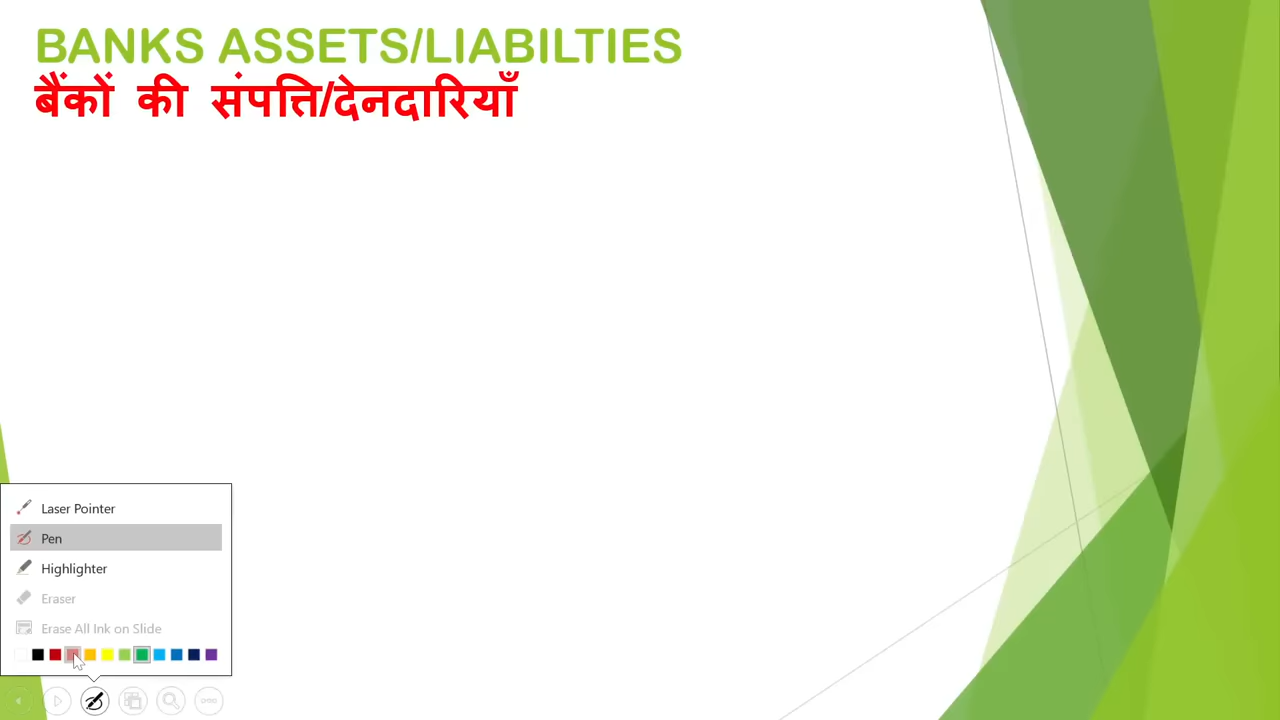 BANKS ASSETS/LIABILTIES
बैंकों की संपत्ति/देनदारियाँ
Laser Pointer
Pen
Highlighter
Eraser
Erase All Ink on Slide